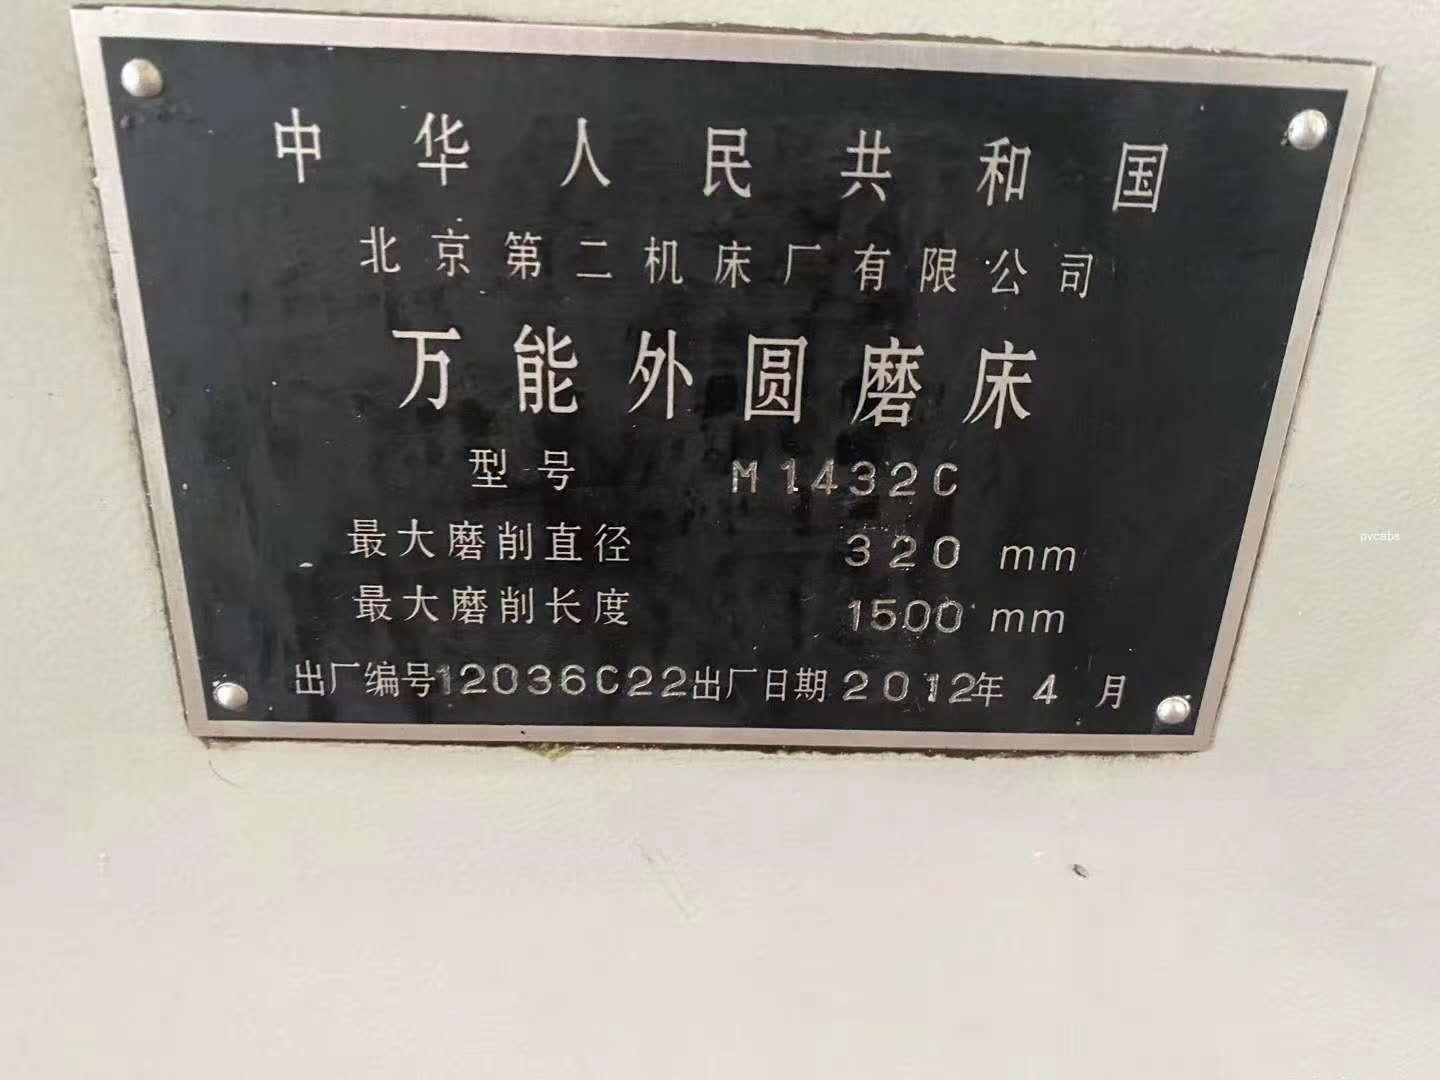 中华人民共和国
北京第二机床厂有限公司
万能外圆磨床
型号 M1432C
最大磨削直径 320 mm
最大磨削长度 1500 mm
出厂编号12036C22出厂日期2012年4月
pvcabs